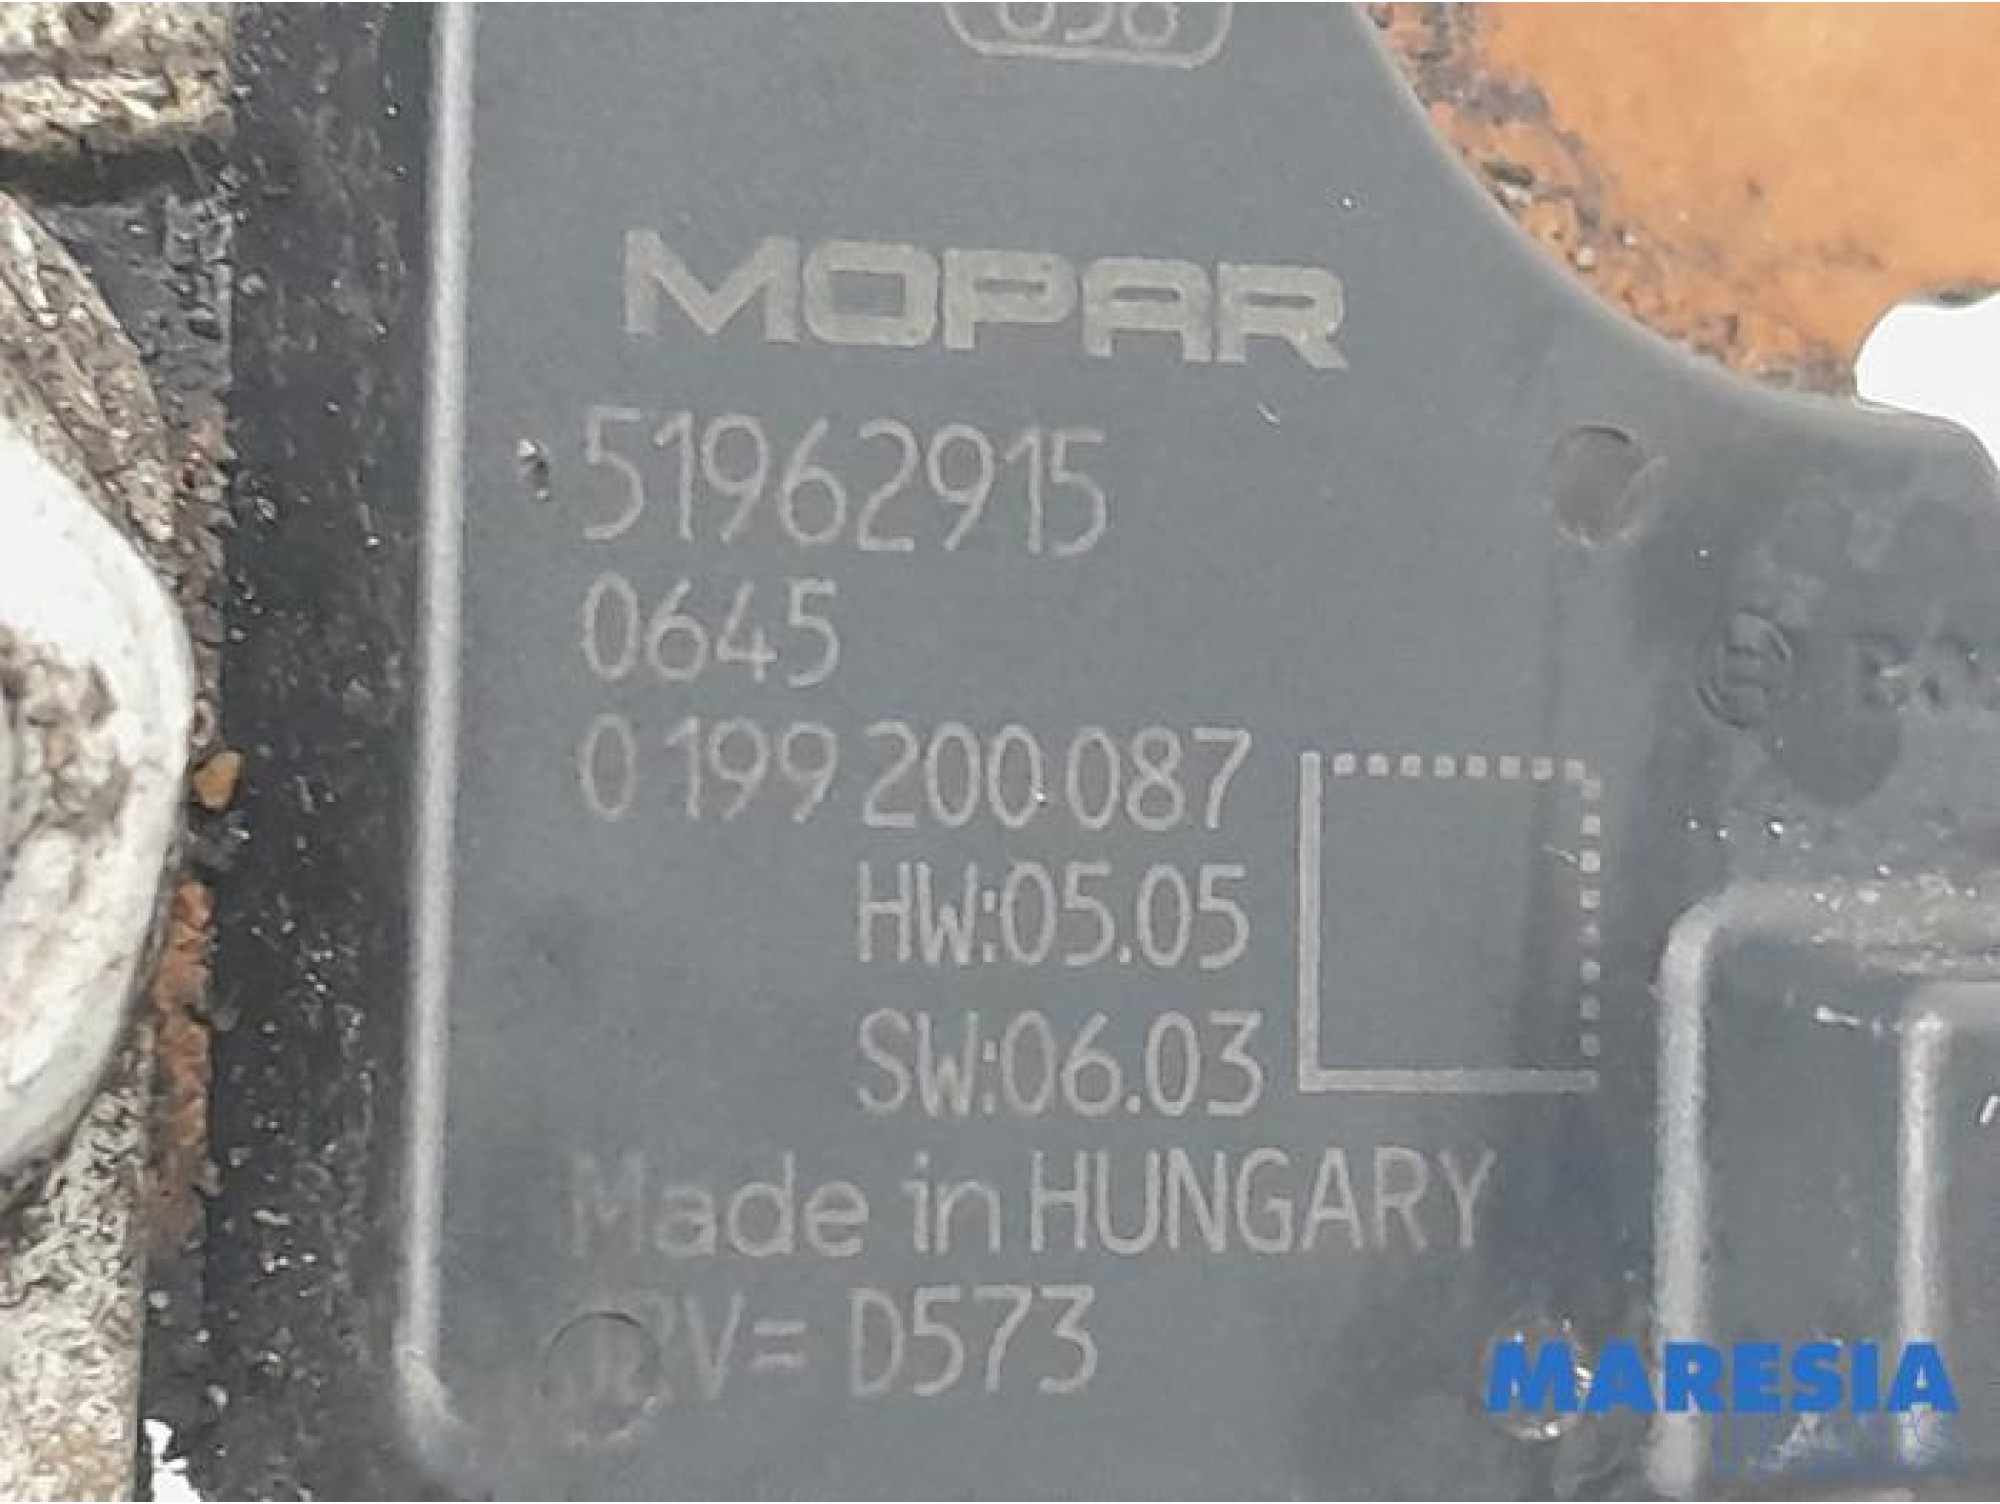 MOPAR
51962915
0645
0 199 200 087
HW:05.05
SW:06.03
Made in HUNGARY
V= D573
MARESIA